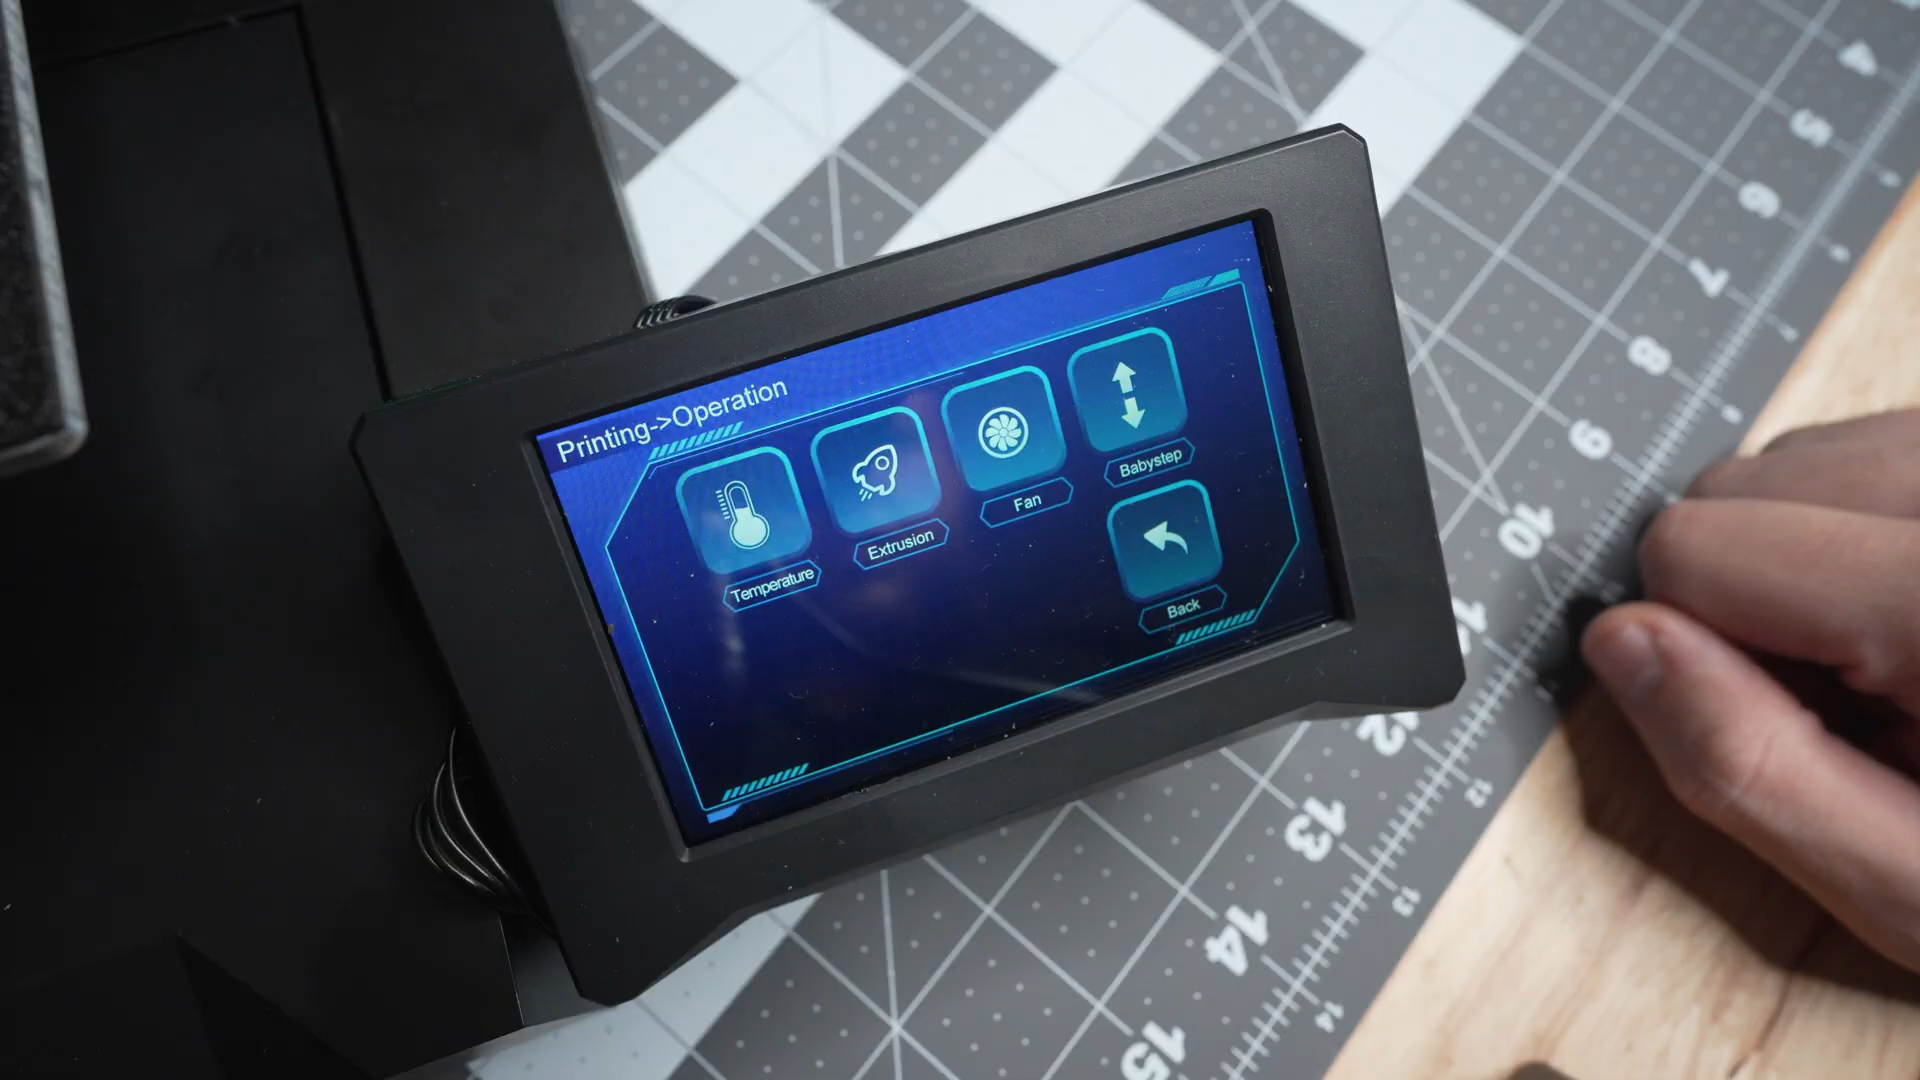 Printing->Operation
Temperature
Extrusion
Fan
Babystep
Back
4
5
6
7
8
9
10
11
12
13
14
15
12
13
14